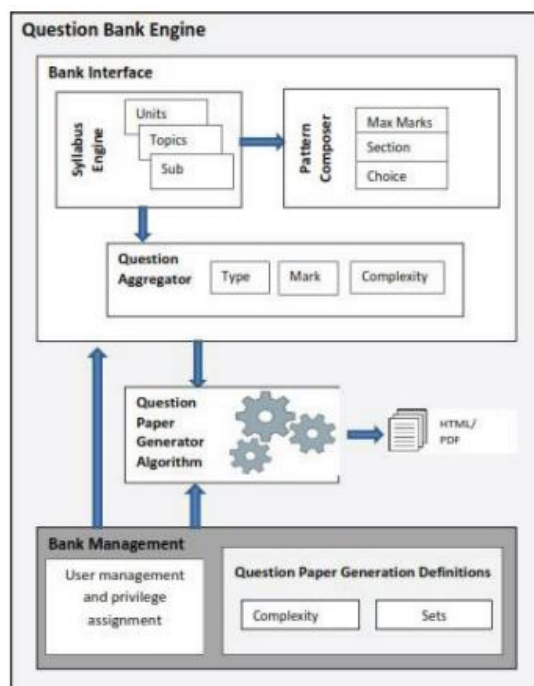 Question Bank Engine
Bank Interface
Syllabus
Engine
Units
Topics
Sub
Pattern
Composer
Max Marks
Section
Choice
Question
Aggregator
Type
Mark
Complexity
Question
Paper
Generator
Algorithm
HTML/
PDF
Bank Management
User management
and privilege
assignment
Question Paper Generation Definitions
Complexity
Sets